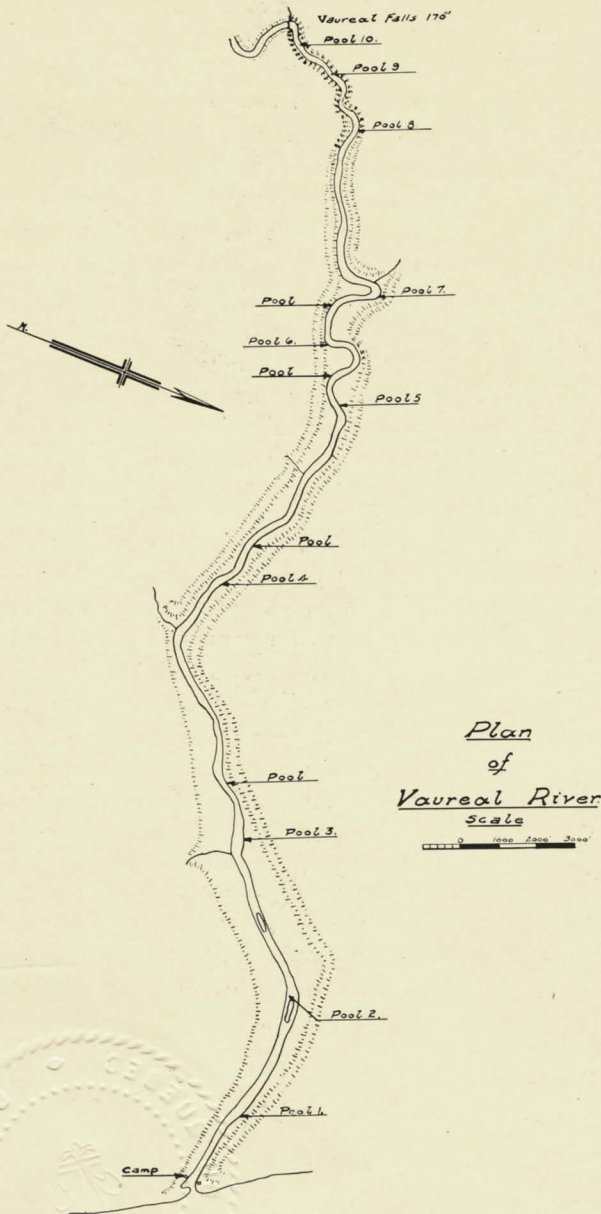 Vaureal Falls 170'
Pool 10.
Pool 9
Pool 8
Pool 7.
Pool
Pool 6.
Pool
Pool 5
N.
Pool
Pool 4
Plan
of
Vaureal River.
Scale
0 1000 2000' 3000'
Pool
Pool 3.
Pool 2.
Pool 1.
Camp